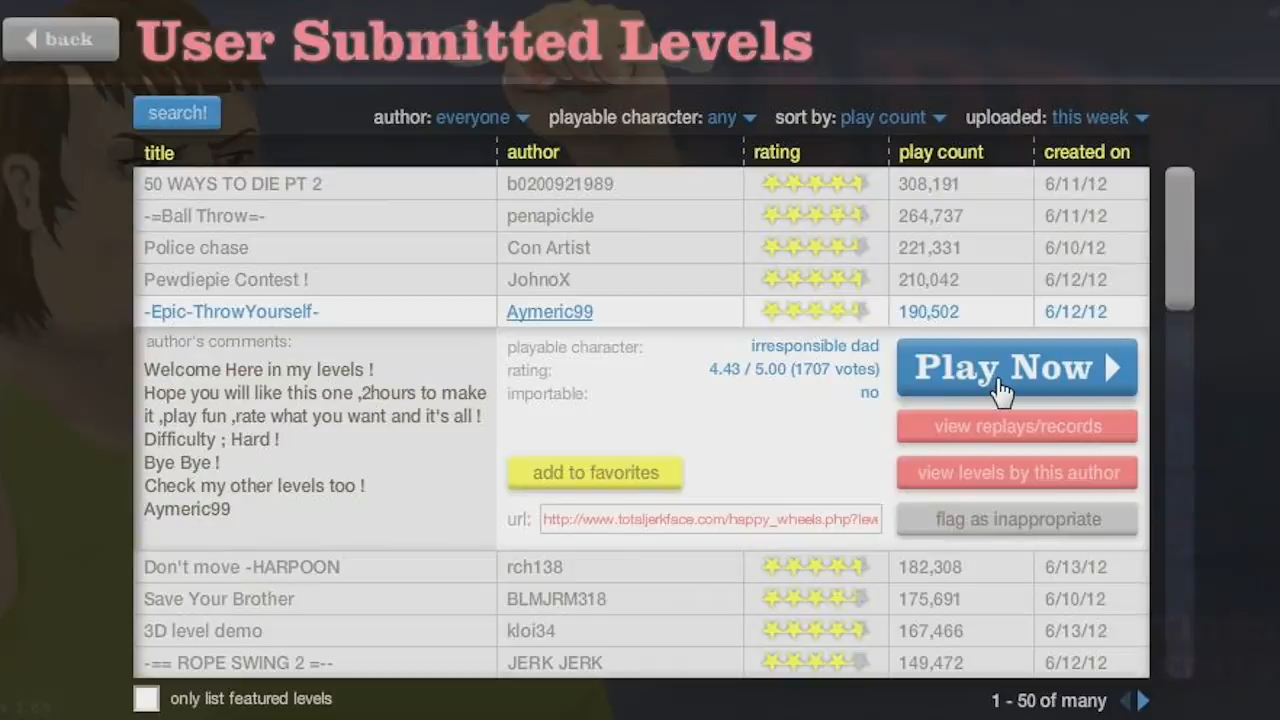 back
User Submitted Levels
search!
author: everyone playable character: any sort by: play count uploaded: this week
title author rating play count created on
50 WAYS TO DIE PT 2 b0200921989 308,191 6/11/12
-=Ball Throw=- penapickle 264,737 6/11/12
Police chase Con Artist 221,331 6/10/12
Pewdiepie Contest ! JohnoX 210,042 6/12/12
-Epic-ThrowYourself- Aymeric99 190,502 6/12/12
author's comments:
Welcome Here in my levels !
Hope you will like this one ,2hours to make
it ,play fun ,rate what you want and it's all !
Difficulty ; Hard !
Bye Bye !
Check my other levels too !
Aymeric99
playable character: irresponsible dad
rating: 4.43 / 5.00 (1707 votes)
importable: no
add to favorites
url: http://www.totaljerkface.com/happy_wheels.php?lev
Play Now
view replays/records
view levels by this author
flag as inappropriate
Don't move -HARPOON rch138 182,308 6/13/12
Save Your Brother BLMJRM318 175,691 6/10/12
3D level demo kloi34 167,466 6/13/12
-== ROPE SWING 2 =-- JERK JERK 149,472 6/12/12
only list featured levels
1 - 50 of many